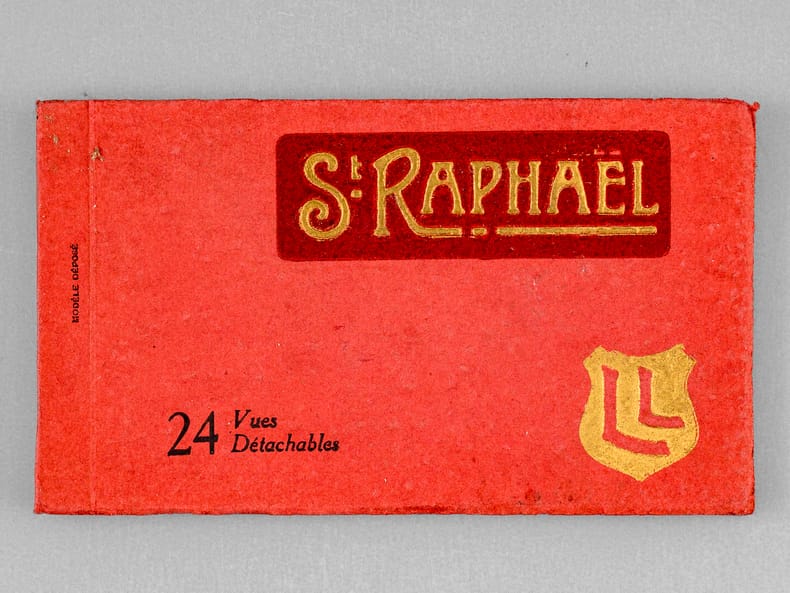 St. RAPHAËL
MODÈLE DÉPOSÉ
24 Vues
Détachables
LL